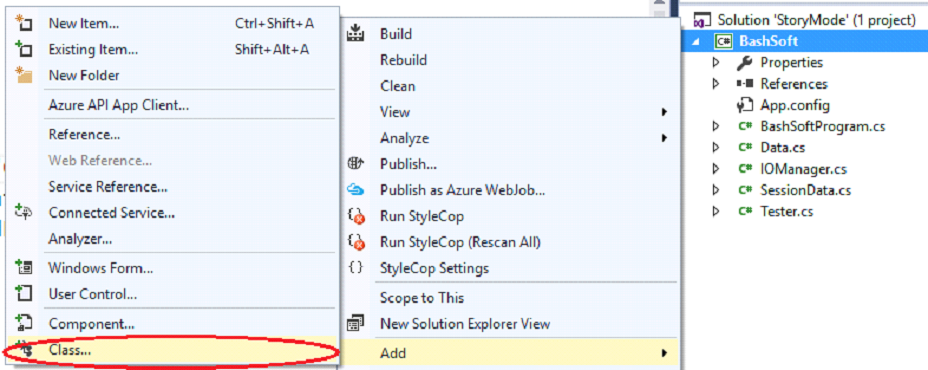 New Item... Ctrl+Shift+A
Existing Item... Shift+Alt+A
New Folder
Azure API App Client...
Reference...
Web Reference...
Service Reference...
Connected Service...
Analyzer...
Windows Form...
User Control...
Component...
Class...
Build
Rebuild
Clean
View
Analyze
Publish...
Publish as Azure WebJob...
Run StyleCop
Run StyleCop (Rescan All)
StyleCop Settings
Scope to This
New Solution Explorer View
Add
Solution 'StoryMode' (1 project)
C# BashSoft
Properties
References
App.config
C# BashSoftProgram.cs
C# Data.cs
C# IOManager.cs
C# SessionData.cs
C# Tester.cs